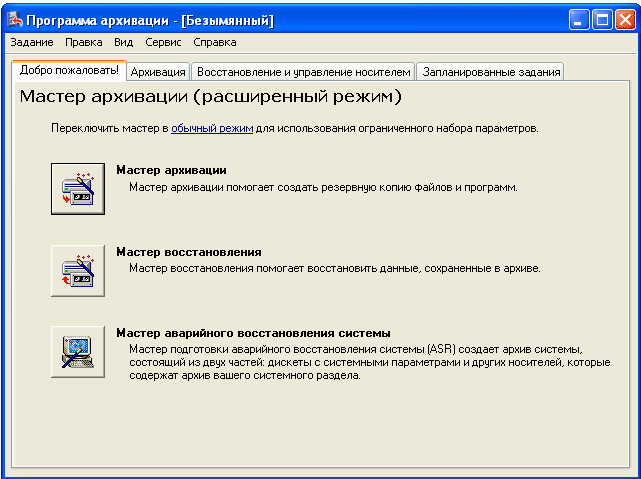 Программа архивации - [Безымянный]
Задание Правка Вид Сервис Справка
Добро пожаловать! Архивация Восстановление и управление носителем Запланированные задания
Мастер архивации (расширенный режим)
Переключить мастер в обычный режим для использования ограниченного набора параметров.
Мастер архивации
Мастер архивации помогает создать резервную копию файлов и программ.
Мастер восстановления
Мастер восстановления помогает восстановить данные, сохраненные в архиве.
Мастер аварийного восстановления системы
Мастер подготовки аварийного восстановления системы (ASR) создает архив системы,
состоящий из двух частей: дискеты с системными параметрами и других носителей, которые
содержат архив вашего системного раздела.